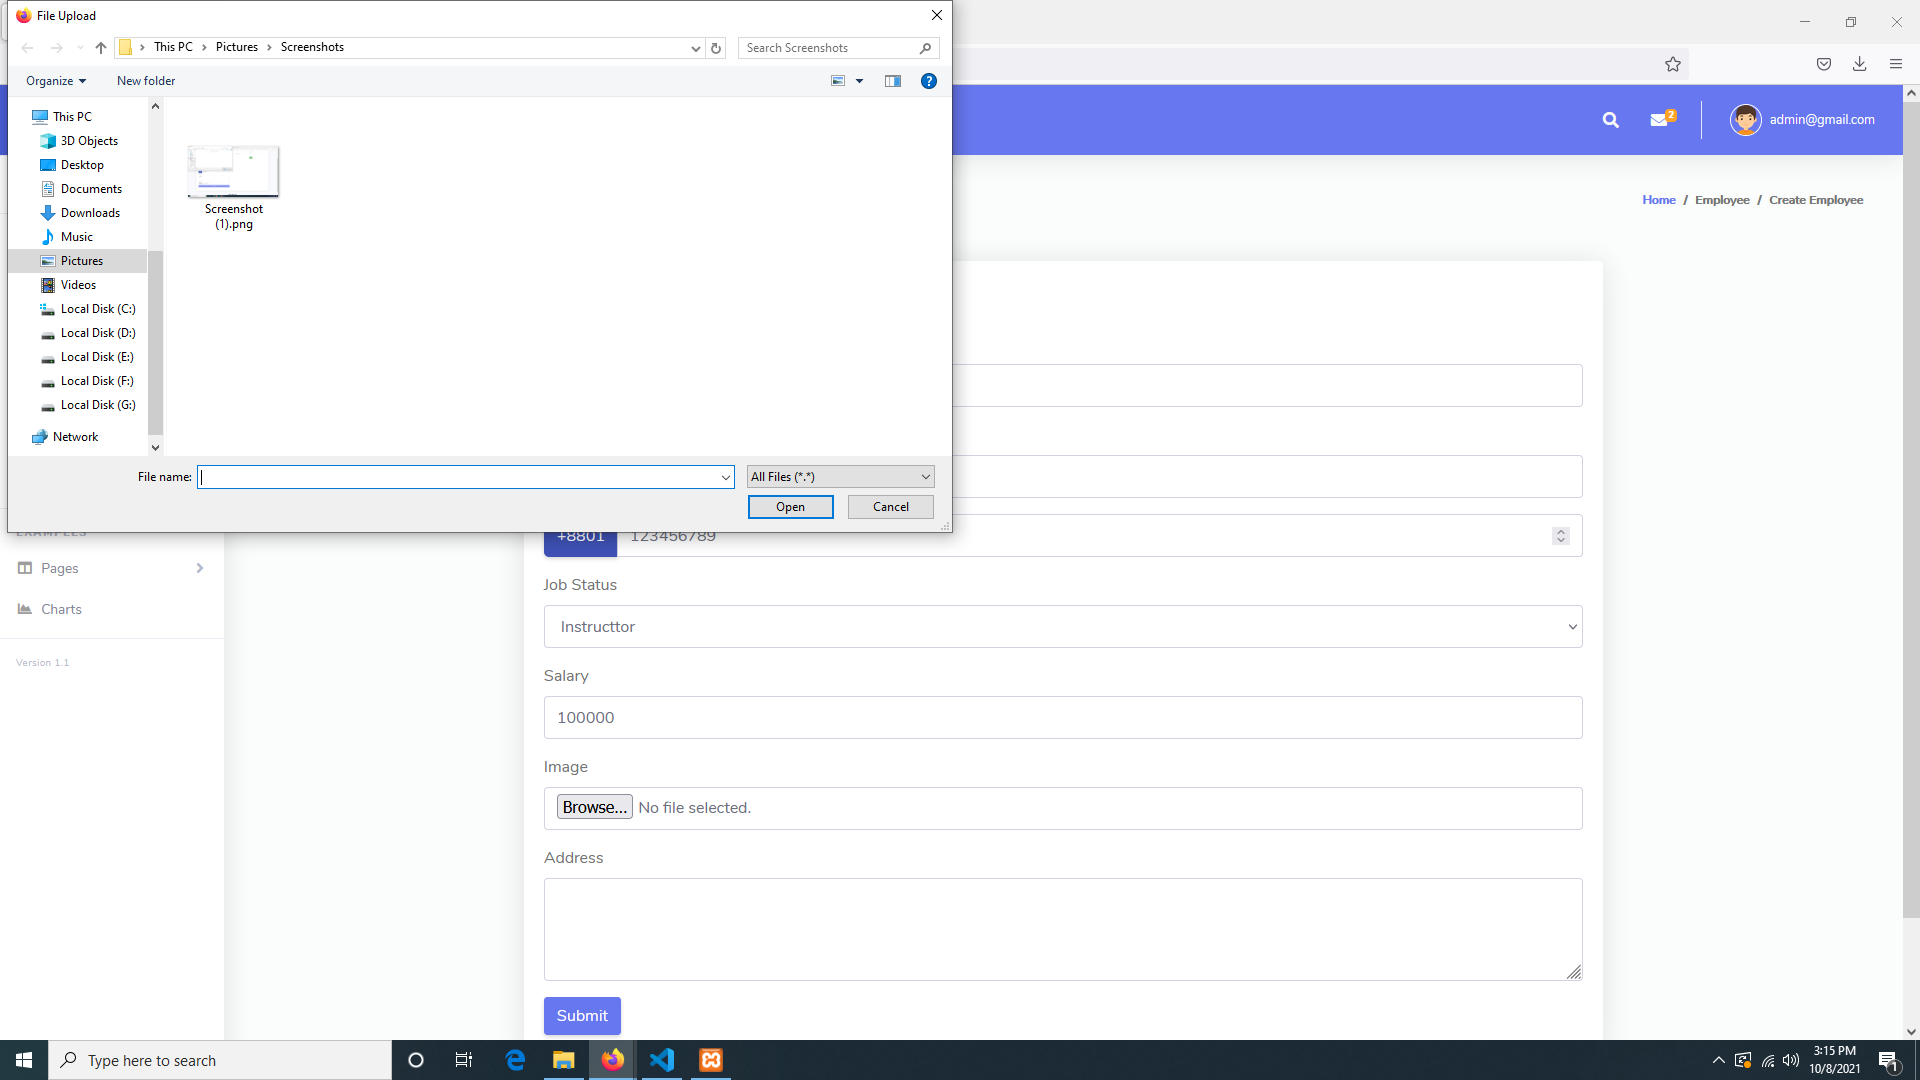 File Upload
This PC > Pictures > Screenshots
Search Screenshots
Organize
New folder
This PC
3D Objects
Desktop
Documents
Downloads
Music
Pictures
Videos
Local Disk (C:)
Local Disk (D:)
Local Disk (E:)
Local Disk (F:)
Local Disk (G:)
Network
Screenshot
(1).png
File name:
All Files (*.*)
Open
Cancel
2
admin@gmail.com
Home / Employee / Create Employee
EXAMPLES
Pages
Charts
Version 1.1
+8801
123456789
Job Status
Instructtor
Salary
100000
Image
Browse... No file selected.
Address
Submit
Type here to search
3:15 PM
10/8/2021
1